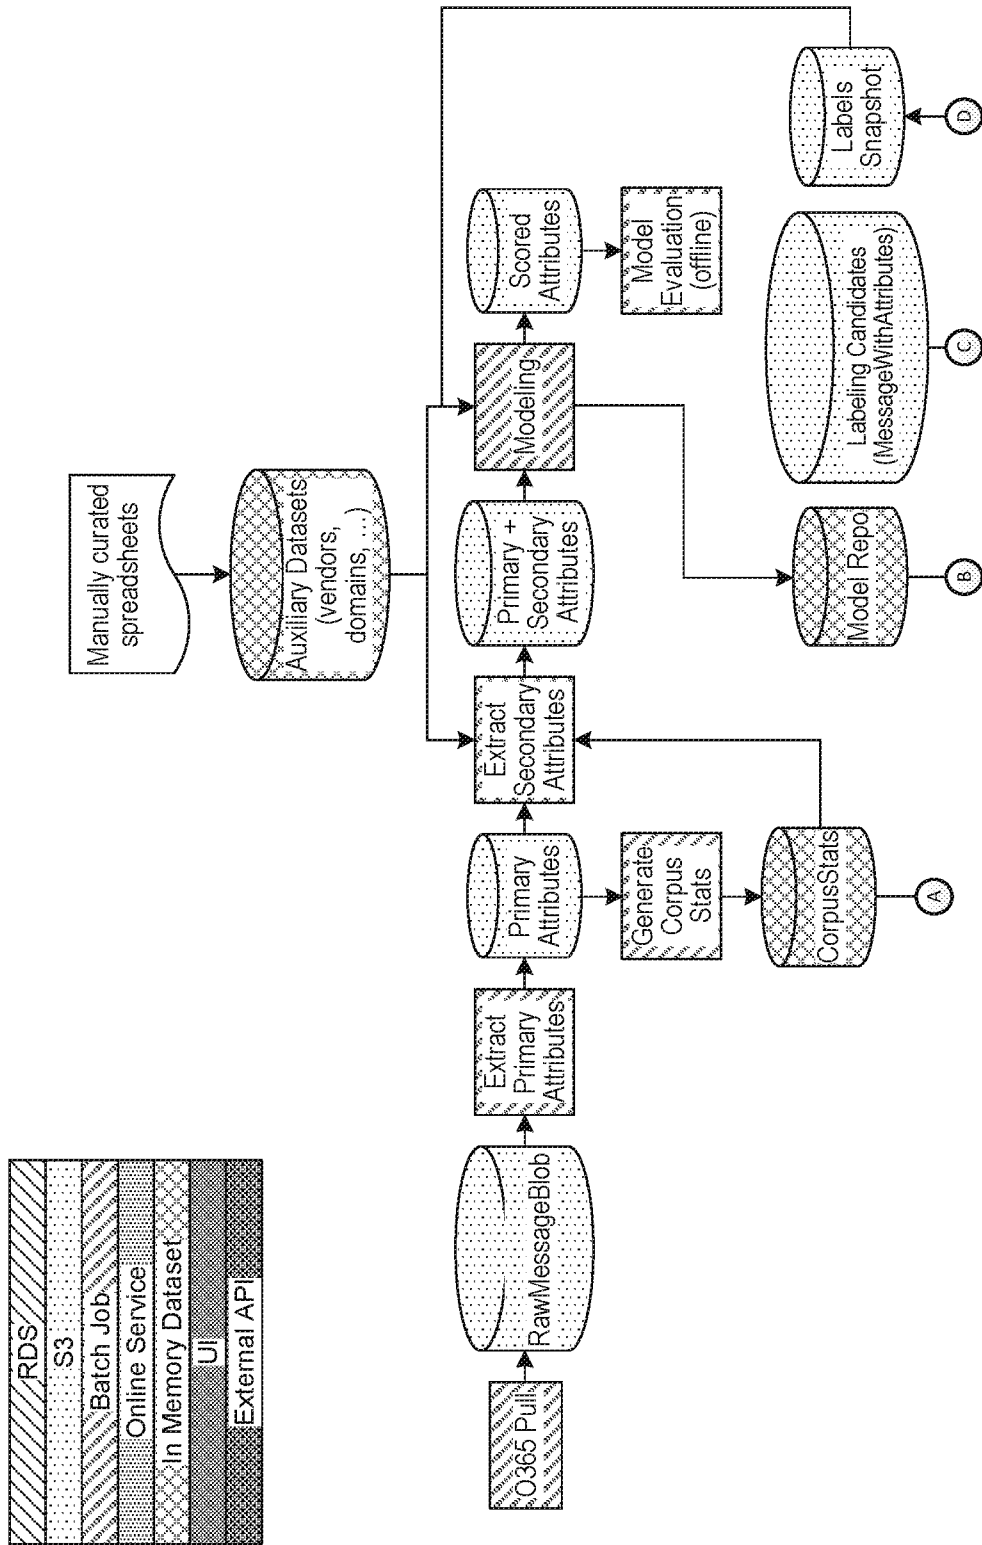 RDS
S3
Batch Job
Online Service
In Memory Dataset
UI
External API
Manually curated
spreadsheets
Auxiliary Datasets
(vendors,
domains, ...)
O365 Pull
RawMessageBlob
Extract
Primary
Attributes
Primary
Attributes
Extract
Secondary
Attributes
Primary +
Secondary
Attributes
Modeling
Scored
Attributes
Generate
Corpus
Stats
Model
Evaluation
(offline)
CorpusStats
Model Repo
Labeling Candidates
(MessageWithAttributes)
Labels
Snapshot
A
B
C
D